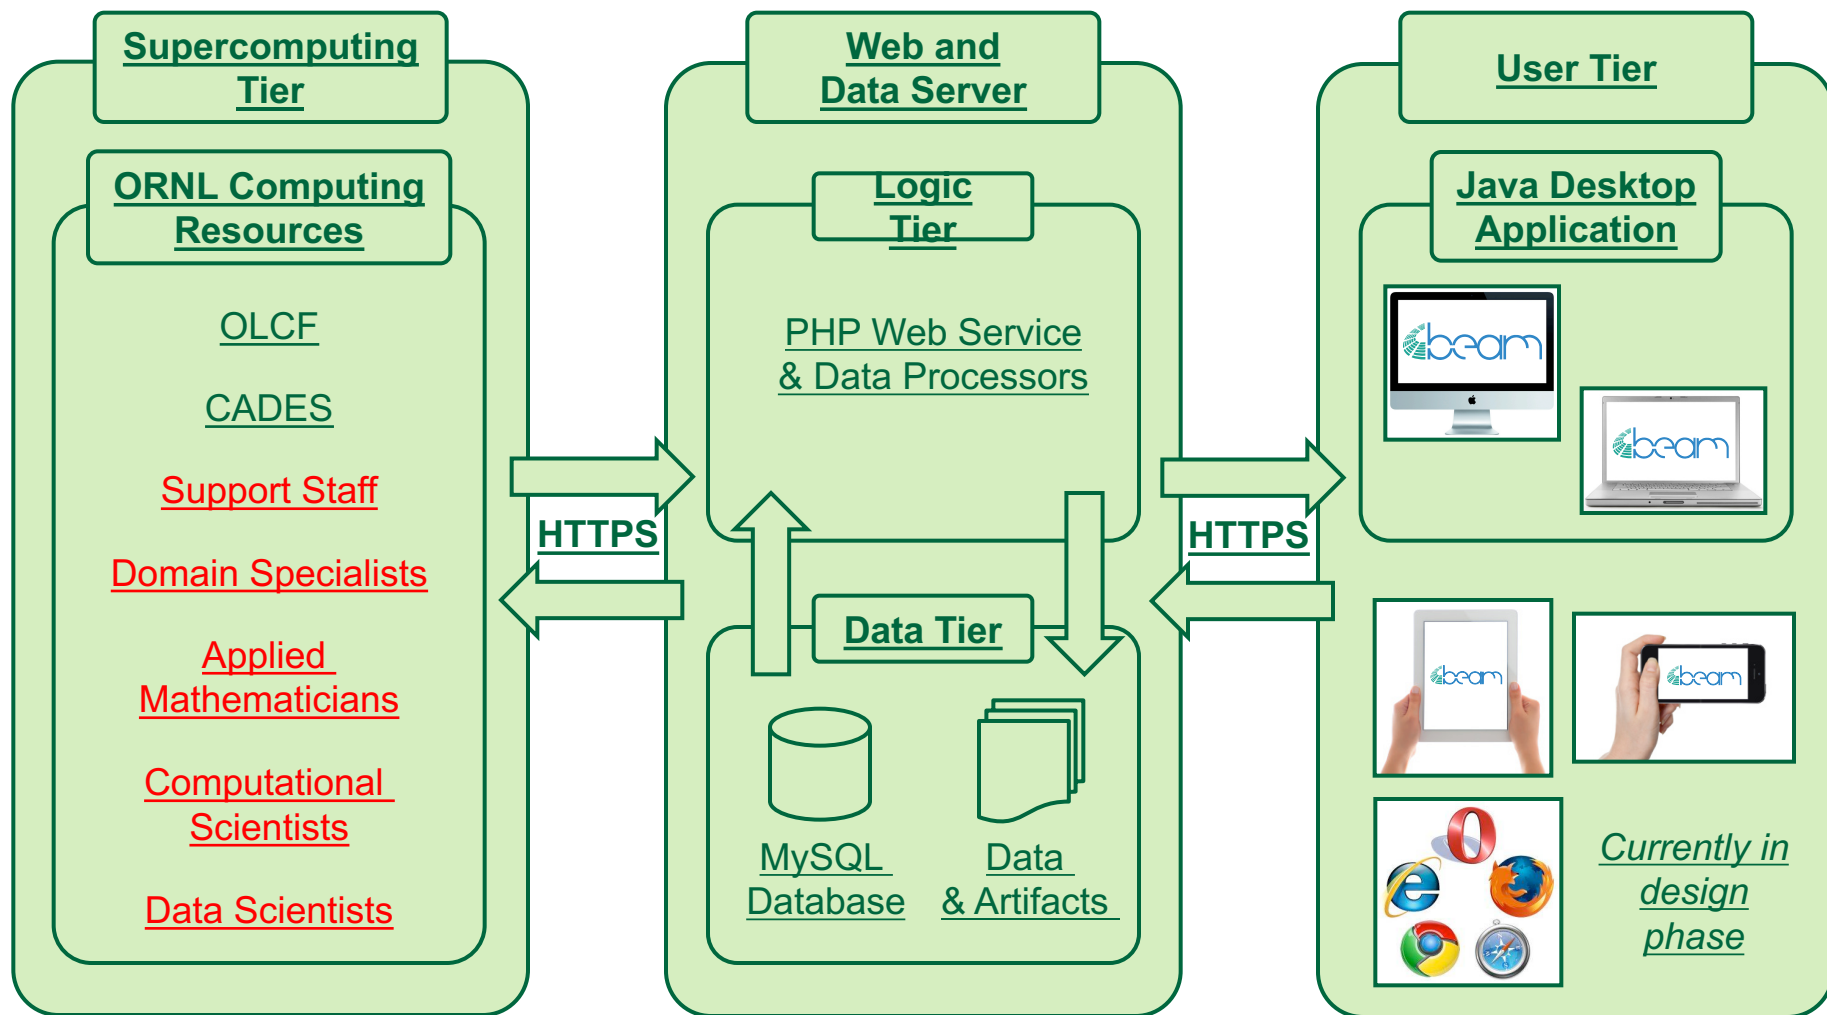 Supercomputing
Tier
ORNL Computing
Resources
OLCF
CADES
Support Staff
Domain Specialists
Applied
Mathematicians
Computational
Scientists
Data Scientists
HTTPS
Web and
Data Server
Logic
Tier
PHP Web Service
& Data Processors
Data Tier
MySQL
Database
Data
& Artifacts
HTTPS
User Tier
Java Desktop
Application
beam
beam
beam
beam
Currently in
design
phase